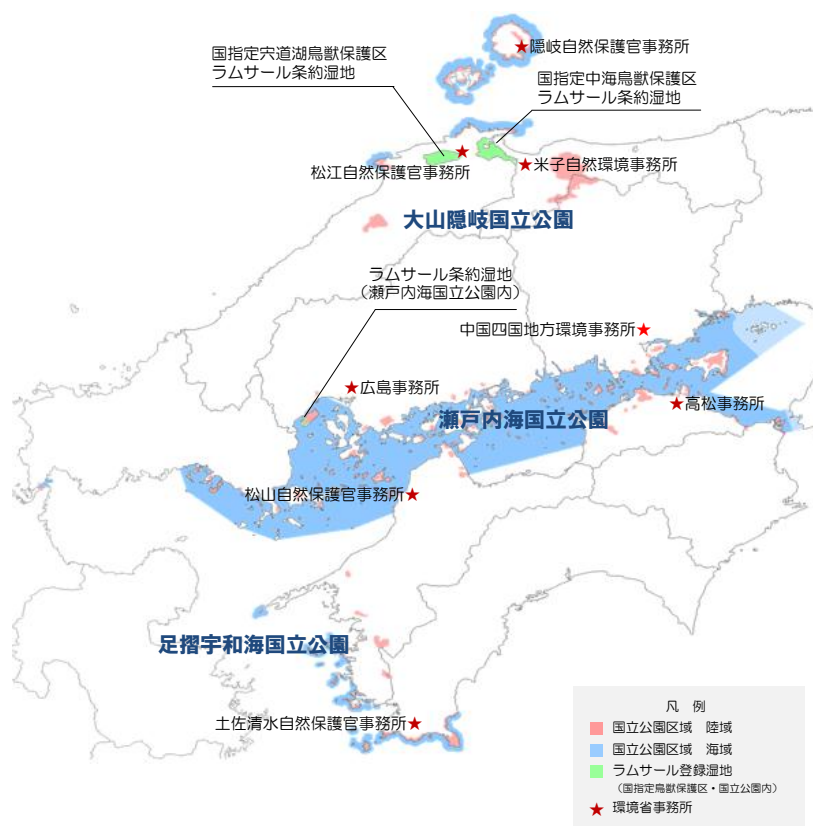 隠岐自然保護官事務所
国指定宍道湖鳥獣保護区
ラムサール条約湿地
国指定中海鳥獣保護区
ラムサール条約湿地
松江自然保護官事務所
米子自然環境事務所
大山隠岐国立公園
ラムサール条約湿地
（瀬戸内海国立公園内）
中国四国地方環境事務所
広島事務所
高松事務所
瀬戸内海国立公園
松山自然保護官事務所
足摺宇和海国立公園
土佐清水自然保護官事務所
凡 例
国立公園区域 陸域
国立公園区域 海域
ラムサール登録湿地
（国指定鳥獣保護区・国立公園内）
環境省事務所